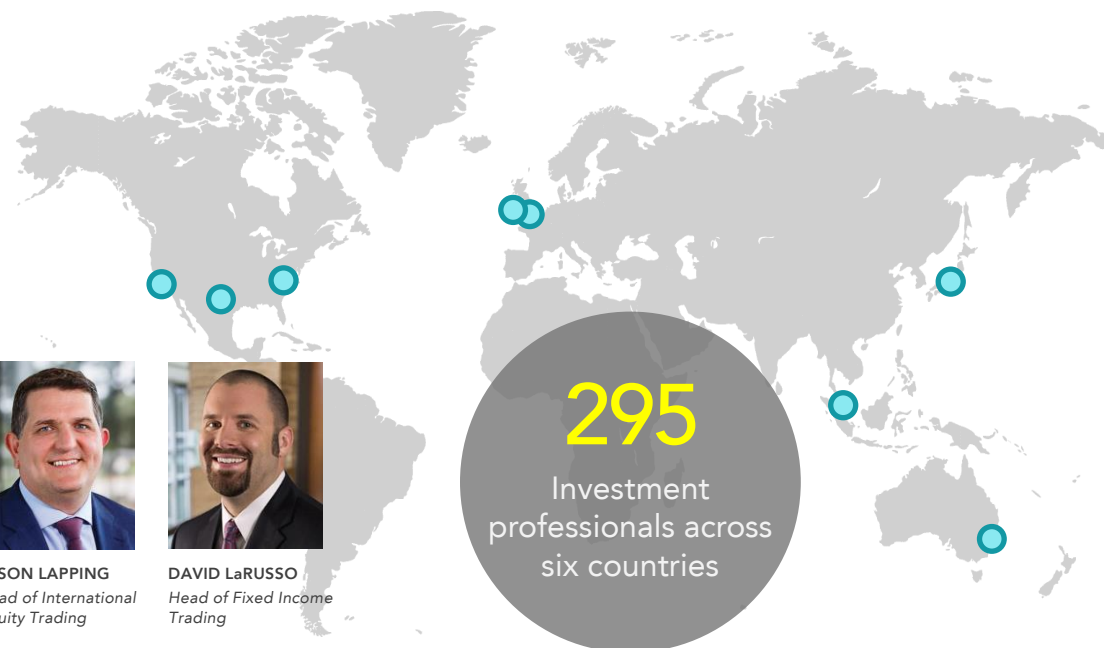 295
Investment
professionals across
six countries
SON LAPPING
ad of International
uity Trading
DAVID LaRUSSO
Head of Fixed Income
Trading